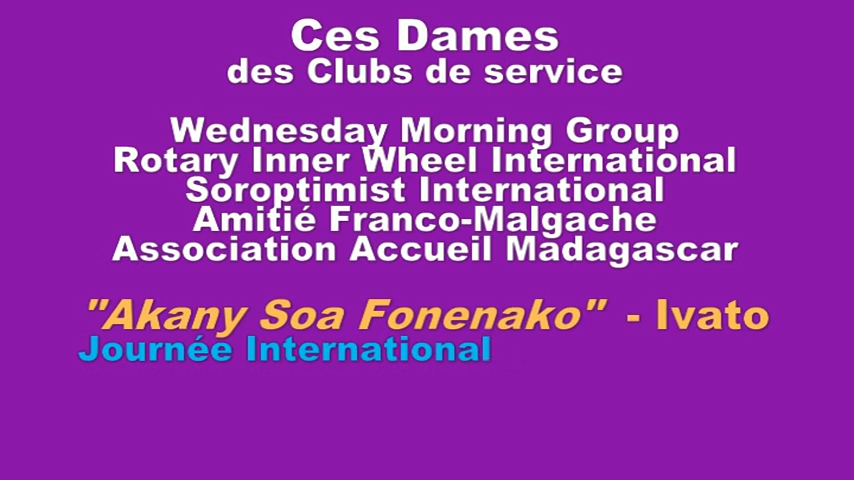 Ces Dames
des Clubs de service
Wednesday Morning Group
Rotary Inner Wheel International
Soroptimist International
Amitié Franco-Malgache
Association Accueil Madagascar
"Akany Soa Fonenako" - Ivato
Journée International